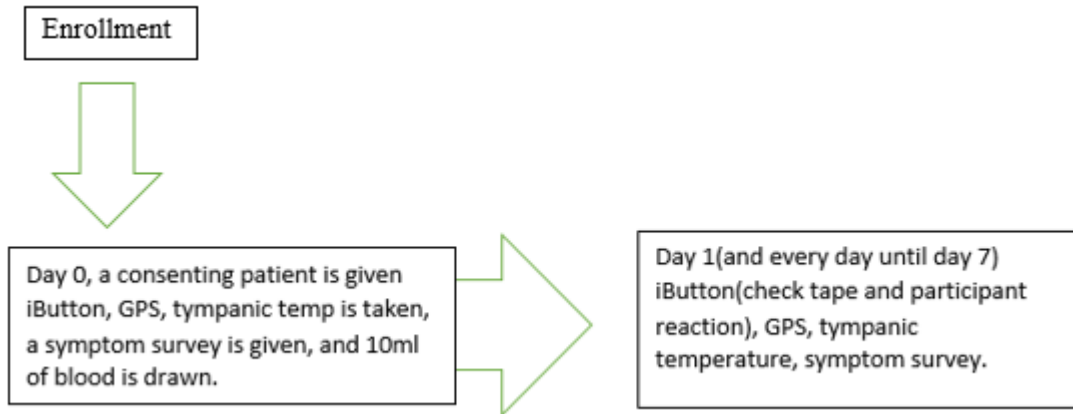 Enrollment
Day 0, a consenting patient is given
iButton, GPS, tympanic temp is taken,
a symptom survey is given, and 10ml
of blood is drawn.
Day 1(and every day until day 7)
iButton(check tape and participant
reaction), GPS, tympanic
temperature, symptom survey.